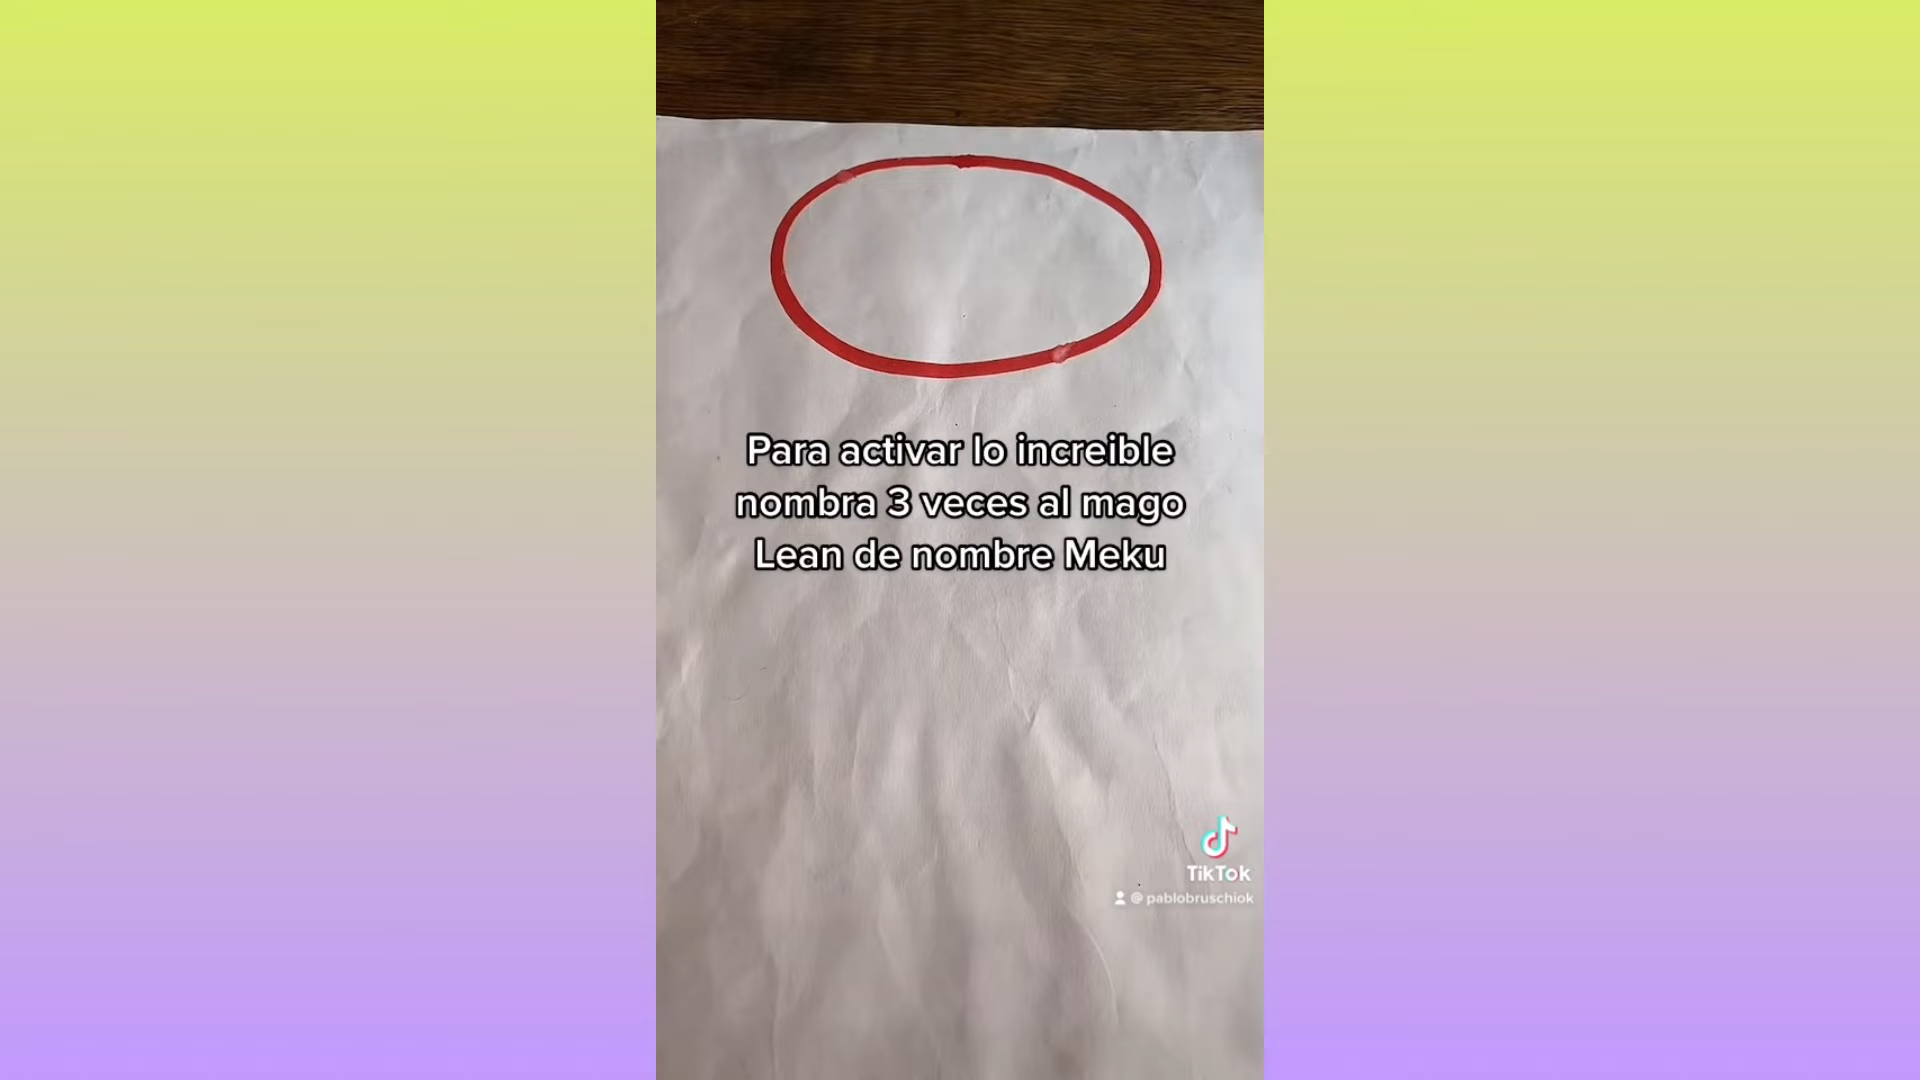 Para activar lo increible
nombra 3 veces al mago
Lean de nombre Meku
TikTok
@ pablobruschiok